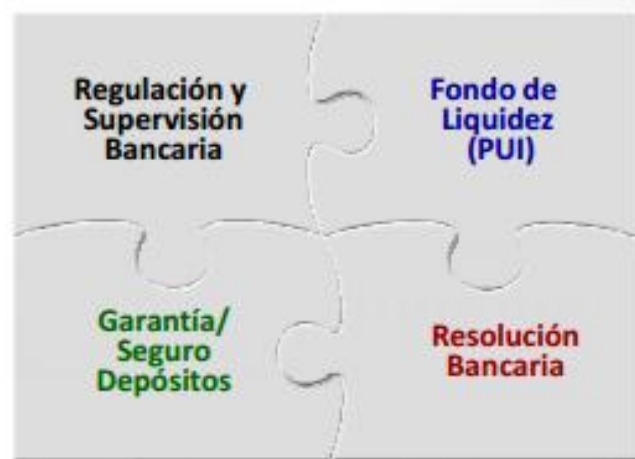 Regulación y
Supervisión
Bancaria
Fondo de
Liquidez
(PUI)
Garantía/
Seguro
Depósitos
Resolución
Bancaria